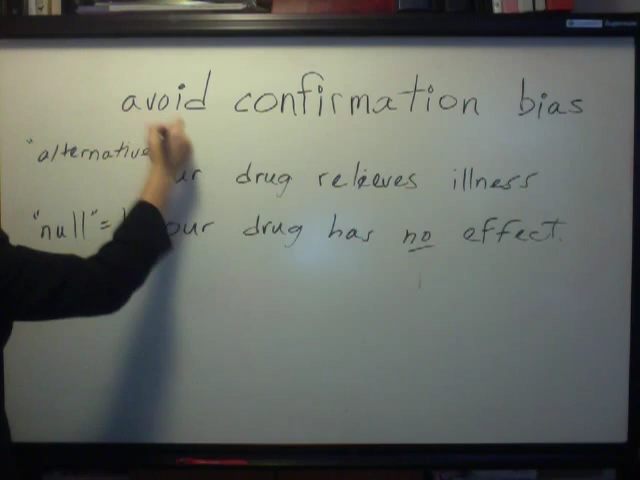 avoid confirmation bias
"alternative
drug relieves illness
"null"= our drug has no effect.